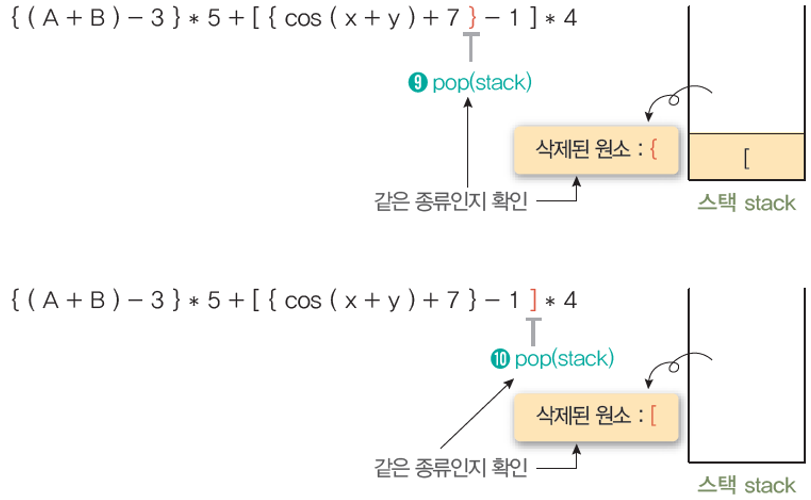 { ( A + B ) − 3 } * 5 + [ { cos ( x + y ) + 7 } − 1 ] * 4
❾ pop(stack)
삭제된 원소 : {
[
같은 종류인지 확인
스택 stack
{ ( A + B ) − 3 } * 5 + [ { cos ( x + y ) + 7 } − 1 ] * 4
❿ pop(stack)
삭제된 원소 : [
같은 종류인지 확인
스택 stack